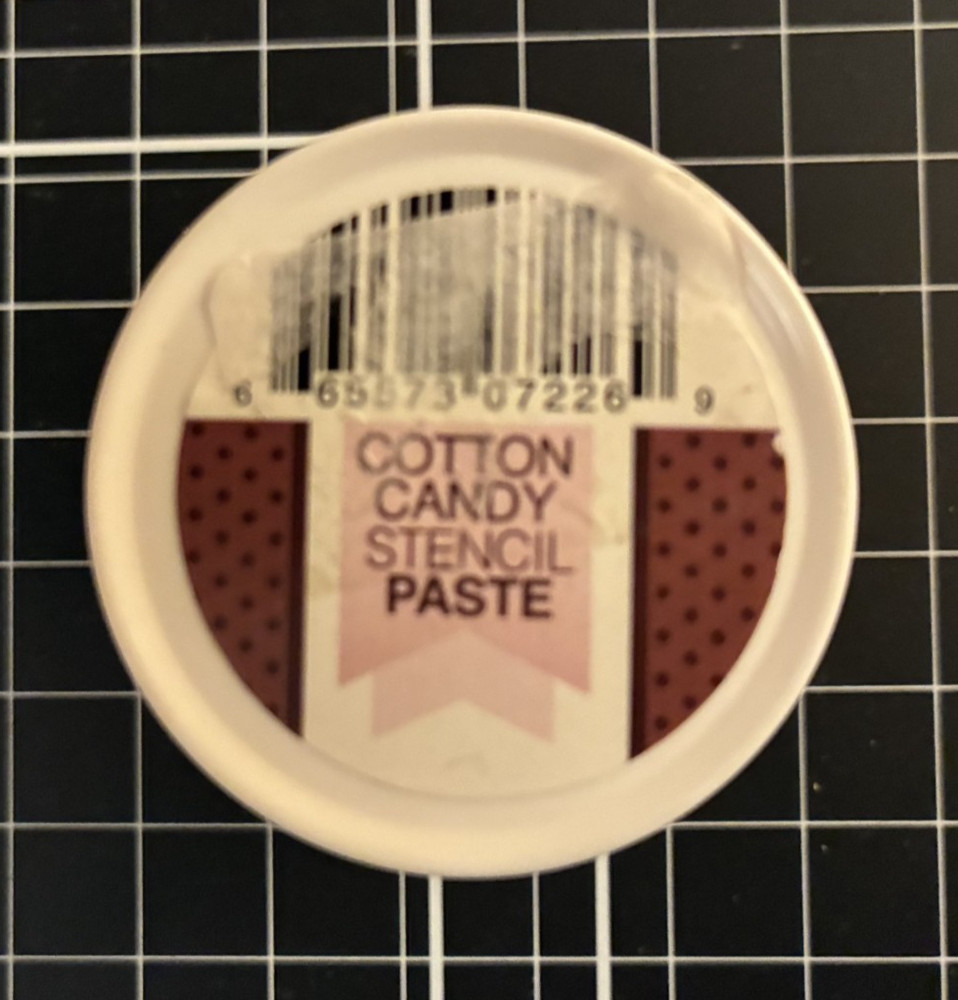 6 65573 07226 9
COTTON
CANDY
STENCIL
PASTE